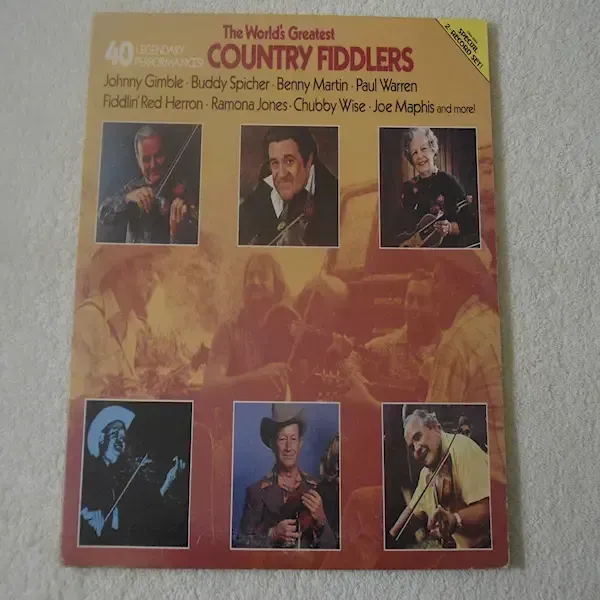 The World's Greatest
40 LEGENDARY PERFORMANCES!
COUNTRY FIDDLERS
Johnny Gimble · Buddy Spicher · Benny Martin · Paul Warren
Fiddlin' Red Herron · Ramona Jones · Chubby Wise · Joe Maphis and more!
SPECIAL
2-RECORD SET!